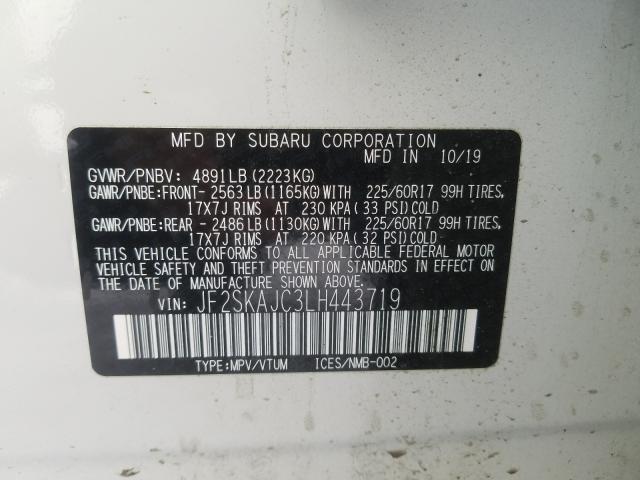 MFD BY SUBARU CORPORATION
MFD IN 10/19
GVWR/PNBV: 4891LB (2223KG)
GAWR/PNBE:FRONT- 2563LB(1165KG)WITH 225/60R17 99H TIRES,
17X7J RIMS AT 230 KPA(33 PSI)COLD
GAWR/PNBE:REAR - 2486LB(1130KG)WITH 225/60R17 99H TIRES,
17X7J RIMS AT 220 KPA(32 PSI)COLD
THIS VEHICLE CONFORMS TO ALL APPLICABLE FEDERAL MOTOR
VEHICLE SAFETY AND THEFT PREVENTION STANDARDS IN EFFECT ON
THE DATE OF MANUFACTURE SHOWN ABOVE.
VIN: JF2SKAJC3LH443719
TYPE:MPV/VTUM ICES/NMB-002